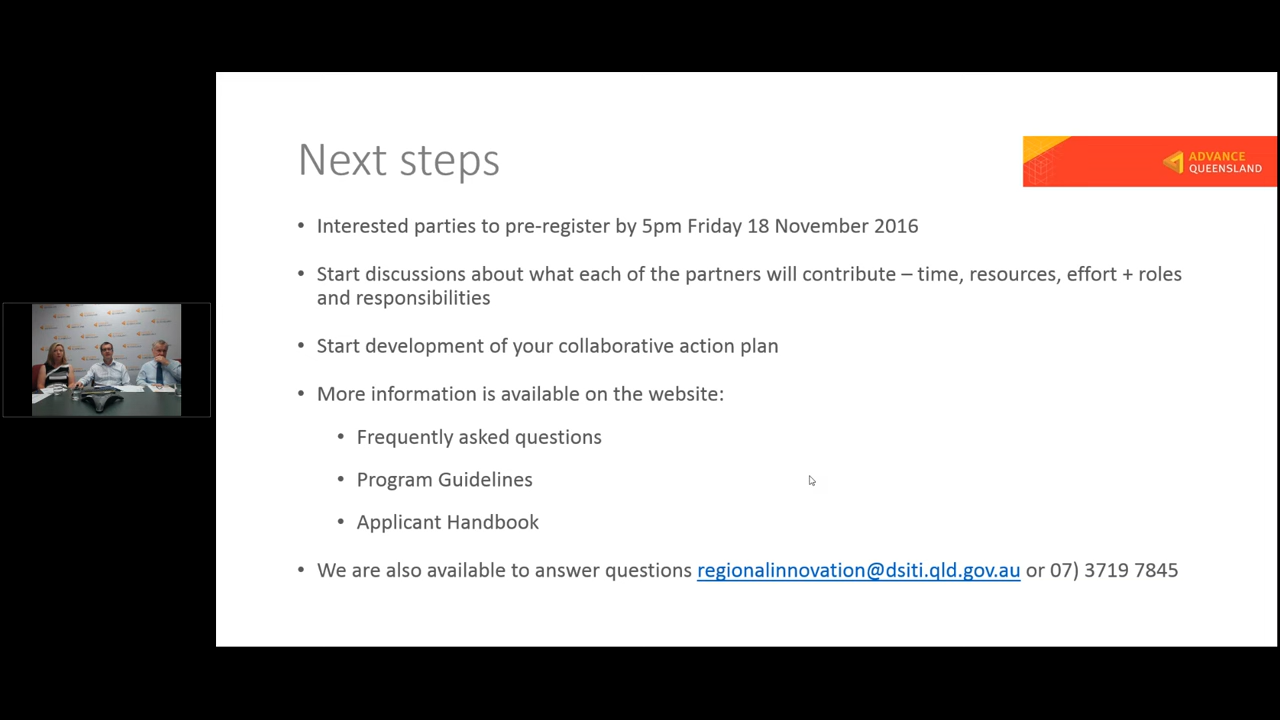 Next steps
ADVANCE
QUEENSLAND
• Interested parties to pre-register by 5pm Friday 18 November 2016
• Start discussions about what each of the partners will contribute – time, resources, effort + roles
and responsibilities
• Start development of your collaborative action plan
• More information is available on the website:
• Frequently asked questions
• Program Guidelines
• Applicant Handbook
• We are also available to answer questions regionalinnovation@dsiti.qld.gov.au or 07) 3719 7845